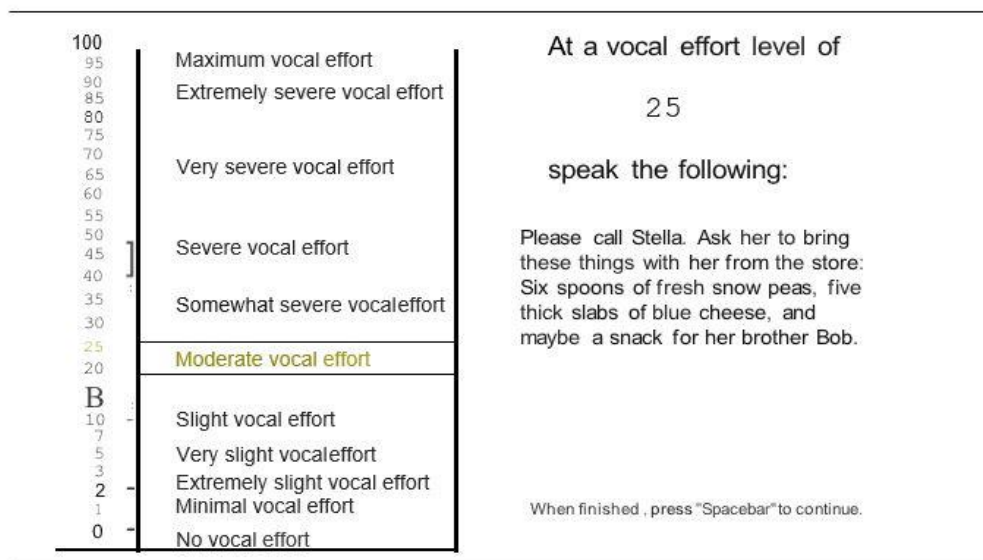 100
95
90
85
80
75
70
65
60
55
50
45
40
35
30
25
20
B
10
7
5
3
2
1
0
Maximum vocal effort
Extremely severe vocal effort
Very severe vocal effort
Severe vocal effort
Somewhat severe vocaleffort
Moderate vocal effort
Slight vocal effort
Very slight vocaleffort
Extremely slight vocal effort
Minimal vocal effort
No vocal effort
At a vocal effort level of
25
speak the following:
Please call Stella. Ask her to bring
these things with her from the store:
Six spoons of fresh snow peas, five
thick slabs of blue cheese, and
maybe a snack for her brother Bob.
When finished , press "Spacebar" to continue.